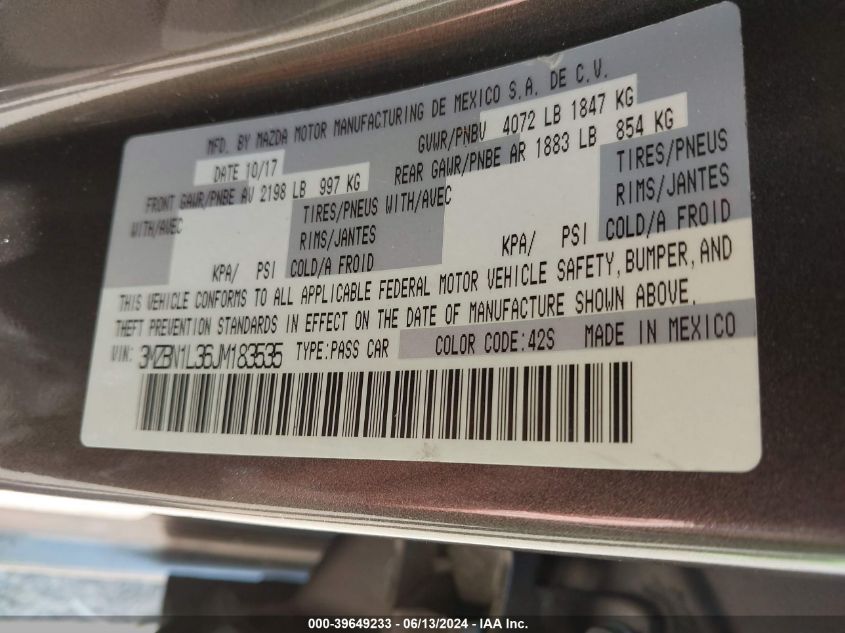 MFD. BY MAZDA MOTOR MANUFACTURING DE MEXICO S.A. DE C.V.
DATE 10/17 GVWR/PNBV 4072 LB 1847 KG
FRONT GAWR/PNBE AV 2198 LB 997 KG REAR GAWR/PNBE AR 1883 LB 854 KG
WITH/AVEC TIRES/PNEUS WITH/AVEC TIRES/PNEUS
RIMS/JANTES RIMS/JANTES
KPA/ PSI COLD/A FROID KPA/ PSI COLD/A FROID
THIS VEHICLE CONFORMS TO ALL APPLICABLE FEDERAL MOTOR VEHICLE SAFETY, BUMPER, AND
THEFT PREVENTION STANDARDS IN EFFECT ON THE DATE OF MANUFACTURE SHOWN ABOVE.
VIN: 3MZBN1L36JM183535 TYPE:PASS CAR COLOR CODE:42S MADE IN MEXICO
000-39649233 - 06/13/2024 - IAA Inc.